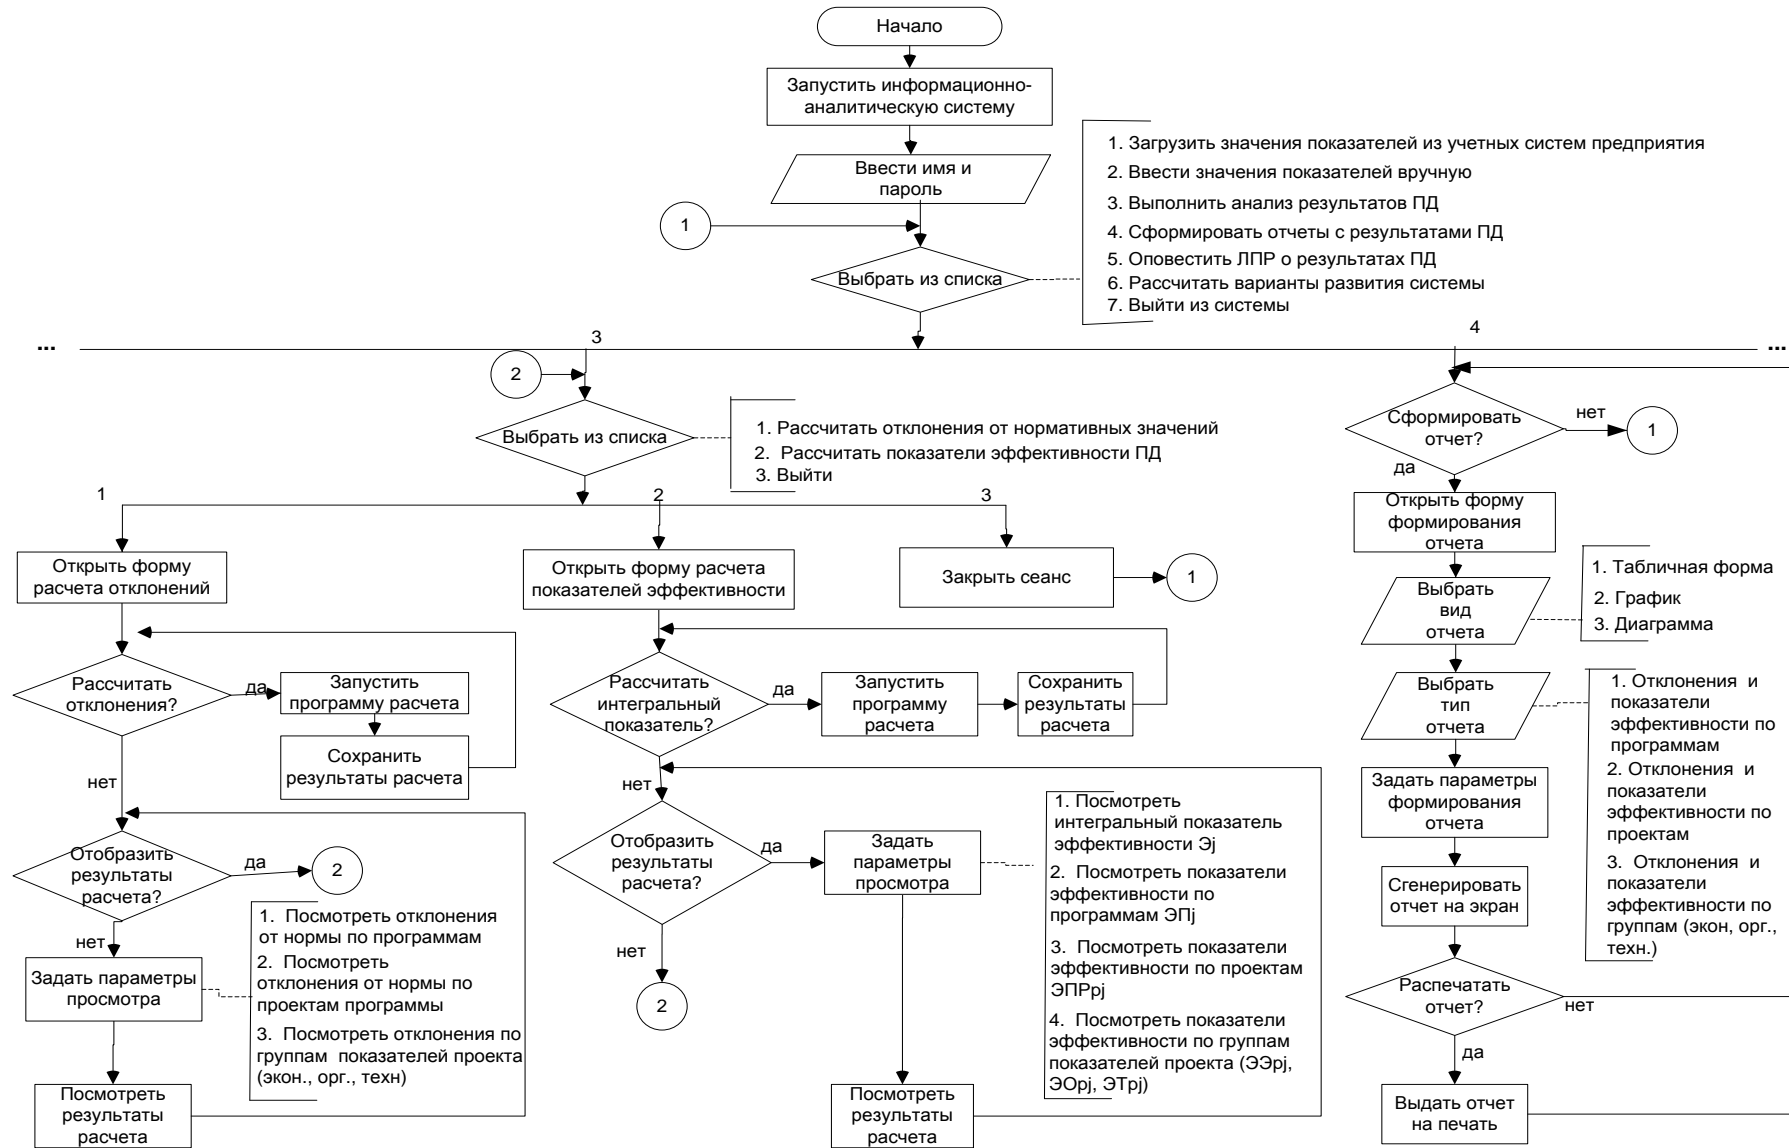 Начало
Запустить информационно-
аналитическую систему
Ввести имя и
пароль
1
Выбрать из списка
1. Загрузить значения показателей из учетных систем предприятия
2. Ввести значения показателей вручную
3. Выполнить анализ результатов ПД
4. Сформировать отчеты с результатами ПД
5. Оповестить ЛПР о результатах ПД
6. Рассчитать варианты развития системы
7. Выйти из системы
...
3
4
...
2
Выбрать из списка
1. Рассчитать отклонения от нормативных значений
2. Рассчитать показатели эффективности ПД
3. Выйти
1
2
3
Открыть форму
расчета отклонений
Рассчитать
отклонения?
да
Запустить
программу расчета
Сохранить
результаты расчета
нет
Отобразить
результаты
расчета?
да
2
нет
Задать параметры
просмотра
1. Посмотреть отклонения
от нормы по программам
2. Посмотреть
отклонения от нормы по
проектам программы
3. Посмотреть отклонения по
группам показателей проекта
(экон., орг., техн)
Посмотреть
результаты
расчета
Открыть форму расчета
показателей эффективности
Рассчитать
интегральный
показатель?
да
Запустить
программу
расчета
Сохранить
результаты
расчета
нет
Отобразить
результаты
расчета?
да
Задать
параметры
просмотра
нет
2
1. Посмотреть
интегральный показатель
эффективности Эj
2. Посмотреть показатели
эффективности по
программам ЭПj
3. Посмотреть показатели
эффективности по проектам
ЭПРpj
4. Посмотреть показатели
эффективности по группам
показателей проекта (ЭЭpj,
ЭОpj, ЭТpj)
Посмотреть
результаты
расчета
Закрыть сеанс
1
Сформировать
отчет?
нет
1
да
Открыть форму
формирования
отчета
Выбрать
вид
отчета
1. Табличная форма
2. График
3. Диаграмма
Выбрать
тип
отчета
1. Отклонения и
показатели
эффективности по
программам
2. Отклонения и
показатели
эффективности по
проектам
3. Отклонения и
показатели
эффективности по
группам (экон, орг.,
техн.)
Задать параметры
формирования
отчета
Сгенерировать
отчет на экран
Распечатать
отчет?
нет
да
Выдать отчет
на печать